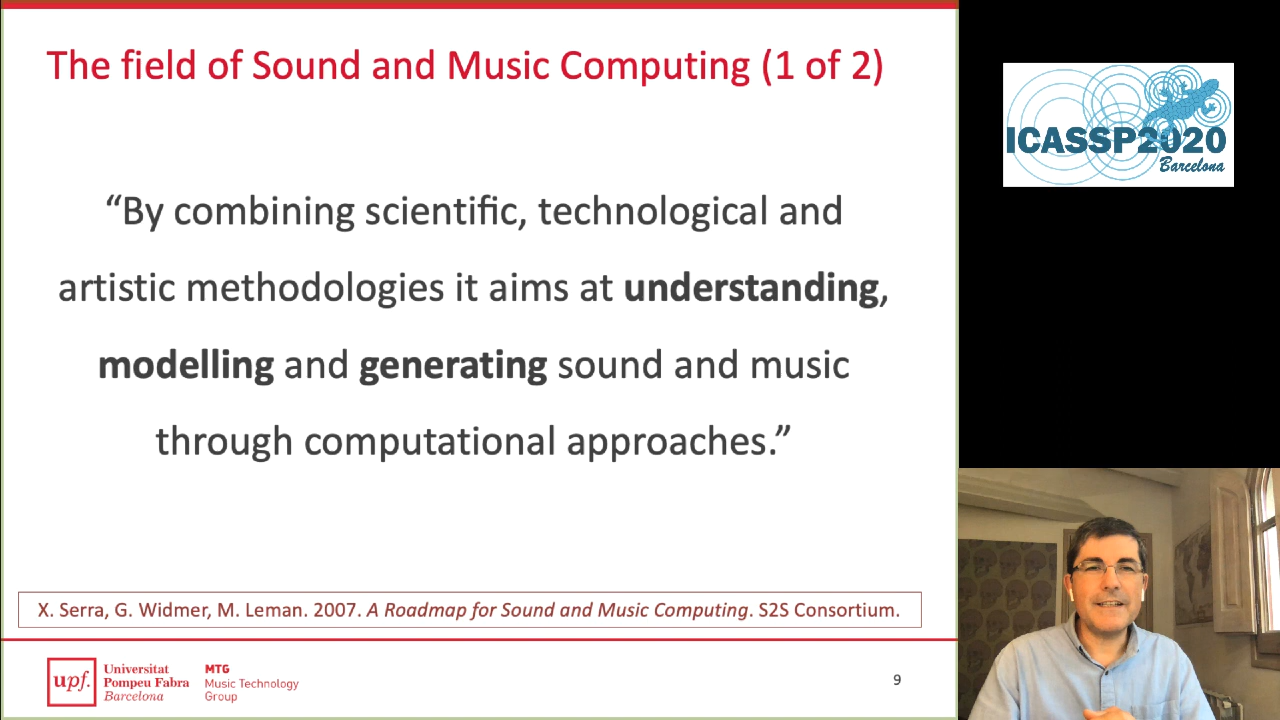 The field of Sound and Music Computing (1 of 2)
“By combining scientific, technological and
artistic methodologies it aims at understanding,
modelling and generating sound and music
through computational approaches.”
X. Serra, G. Widmer, M. Leman. 2007. A Roadmap for Sound and Music Computing. S2S Consortium.
upf.
Universitat
Pompeu Fabra
Barcelona
MTG
Music Technology
Group
9
ICASSP2020
Barcelona